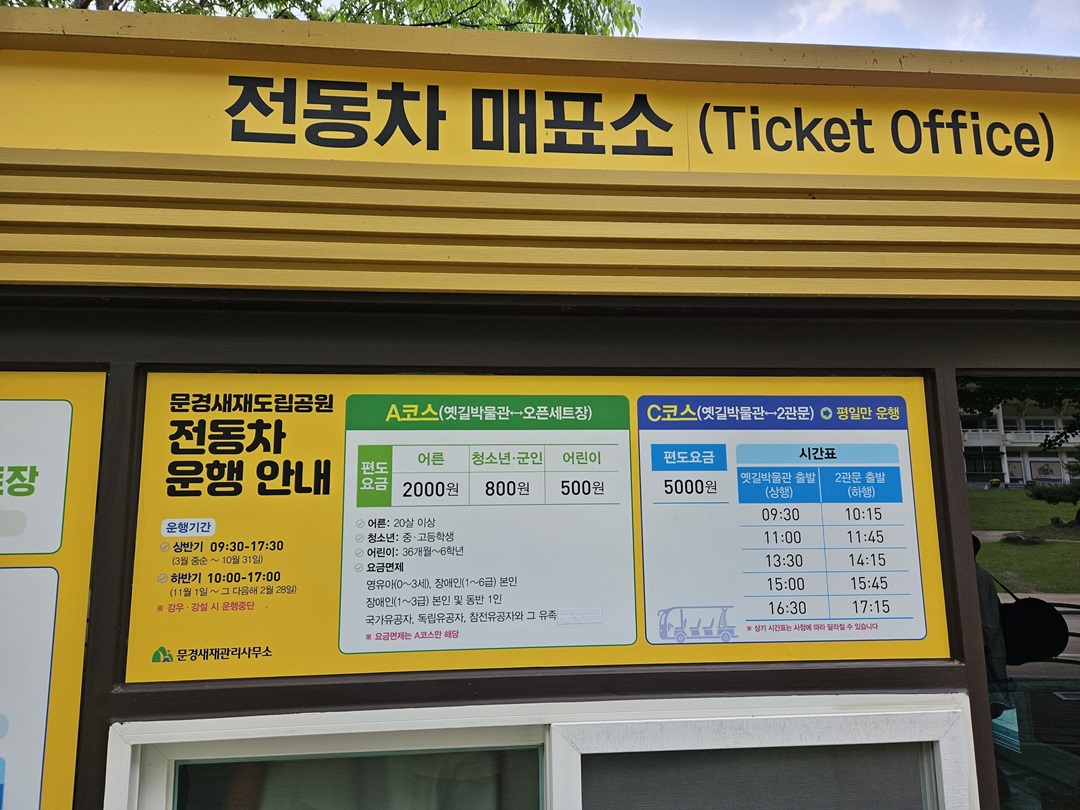 전동차 매표소 (Ticket Office)
장
문경새재도립공원
전동차
운행 안내
운행기간
상반기 09:30-17:30
(3월 중순 ~ 10월 31일)
하반기 10:00-17:00
(11월 1일 ~ 그 다음해 2월 28일)
※ 강우·강설 시 운행중단
문경새재관리사무소
A코스(옛길박물관↔오픈세트장)
편도 요금
어른 청소년·군인 어린이
2000원 800원 500원
어른: 20살 이상
청소년: 중·고등학생
어린이: 36개월~6학년
요금면제
영유아(0~3세), 장애인(1~6급) 본인
장애인(1~3급) 본인 및 동반 1인
국가유공자, 독립유공자, 참전유공자와 그 유족
※ 요금면제는 A코스만 해당
C코스(옛길박물관↔2관문) 평일만 운행
편도요금
5000원
시간표
옛길박물관 출발 (상행) 2관문 출발 (하행)
09:30 10:15
11:00 11:45
13:30 14:15
15:00 15:45
16:30 17:15
※ 상기 시간표는 사정에 따라 달라질 수 있습니다